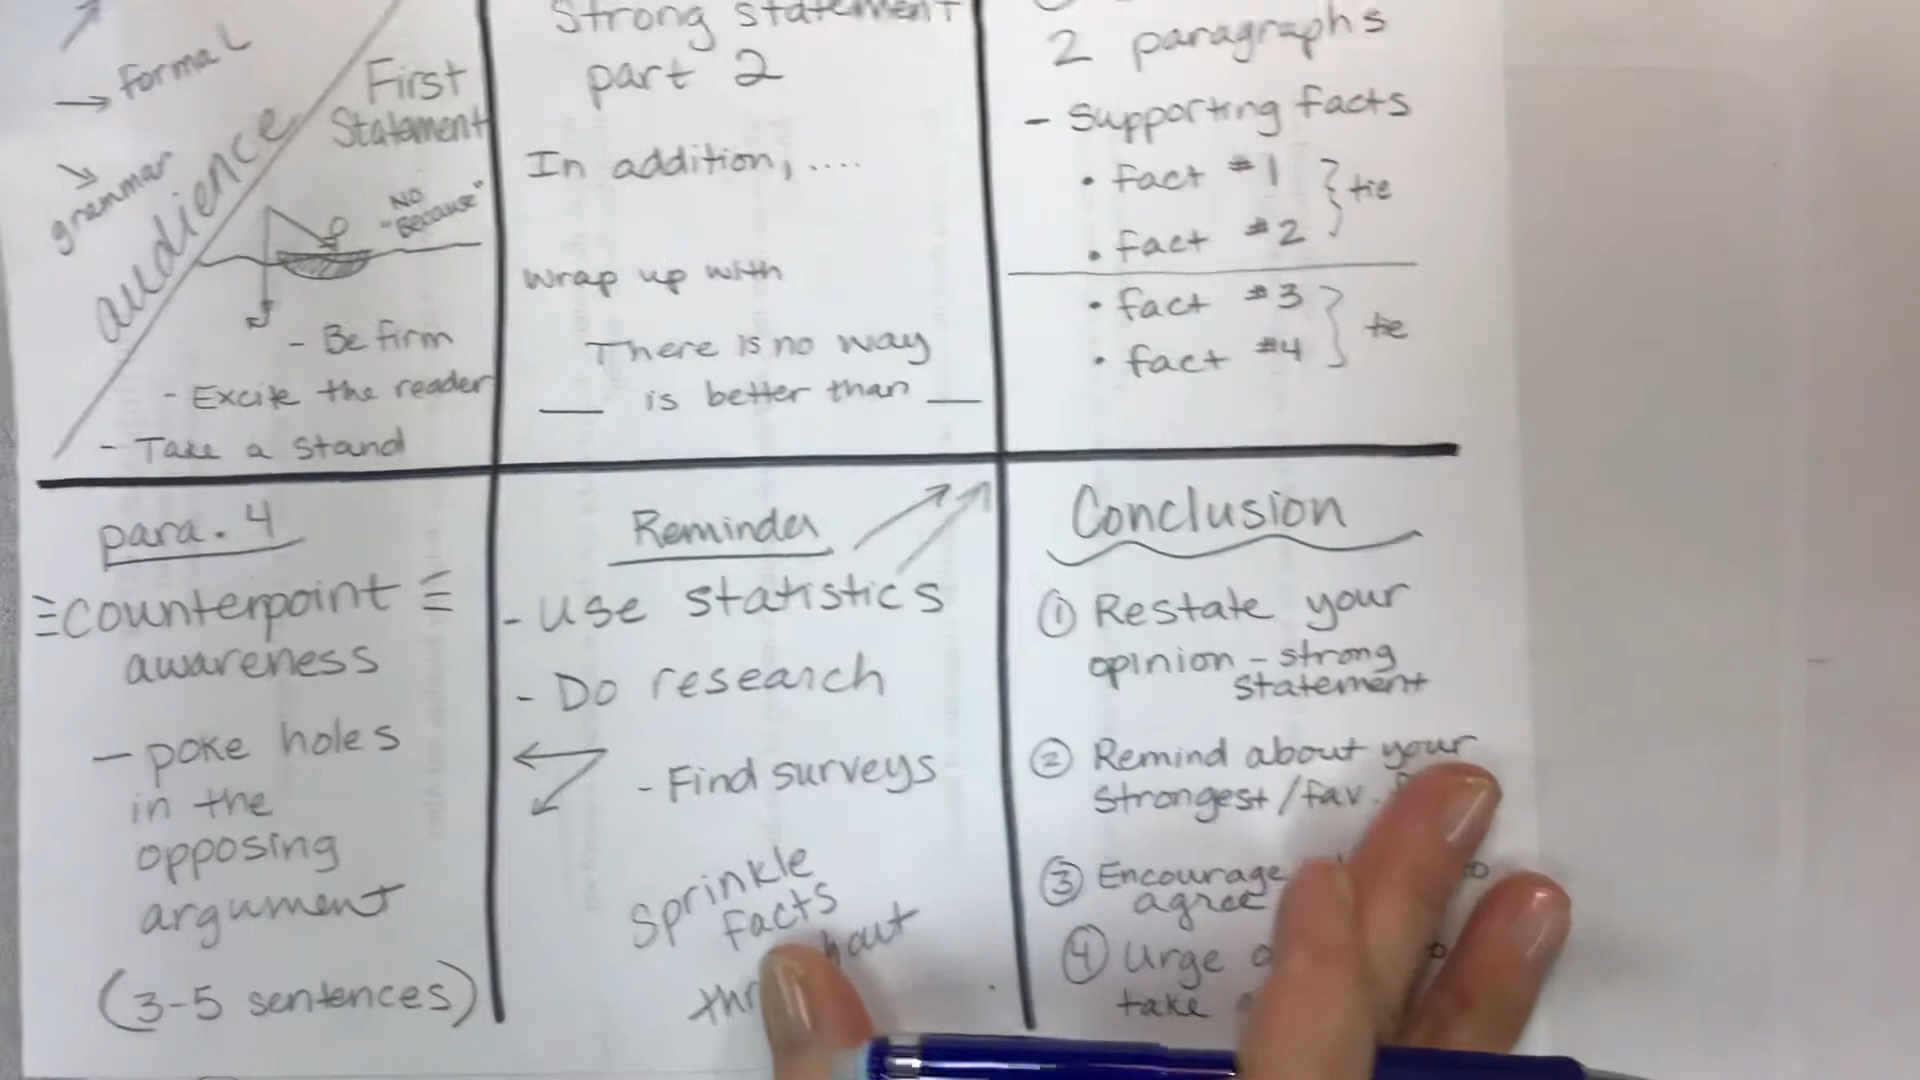 → formal
grammar
audience
First
Statement
NO
"Because"
- Be firm
- Excite the reader
- Take a stand
Strong statement
part 2
In addition, ....
Wrap up with
There is no way
___ is better than ___
2 paragraphs
- Supporting facts
• fact #1
• fact #2
tie
• fact #3
• fact #4
tie
para. 4
counterpoint
awareness
- poke holes
in the
opposing
argument
(3-5 sentences)
Reminder
- use statistics
- Do research
- Find surveys
Sprinkle
facts
Conclusion
① Restate your
opinion - strong
statement
② Remind about your
strongest/fav.
③ Encourage
agree
④ Urge
take